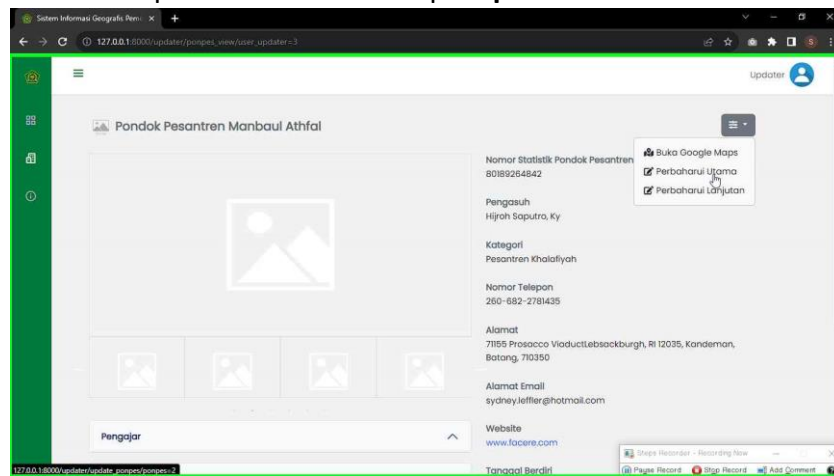 Sistem Informasi Geografis Pem
127.0.0.1:8000/updater/ponpes_view/user_updater=3
S
Updater
Pondok Pesantren Manbaul Athfal
Buka Google Maps
Perbaharui Utama
Perbaharui Lanjutan
Nomor Statistik Pondok Pesantren
80189264842
Pengasuh
Hijroh Saputro, Ky
Kategori
Pesantren Khalafiyah
Nomor Telepon
260-682-2781435
Alamat
71155 Prosacco ViaductLebsackburgh, RI 12035, Kandeman,
Batang, 710350
Alamat Email
sydney.leffler@hotmail.com
Pengajar
Website
www.facere.com
Tanggal Berdiri
Steps Recorder - Recording Now
Pause Record Stop Record Add Comment
127.0.0.1:8000/updater/update_ponpes/ponpes=2